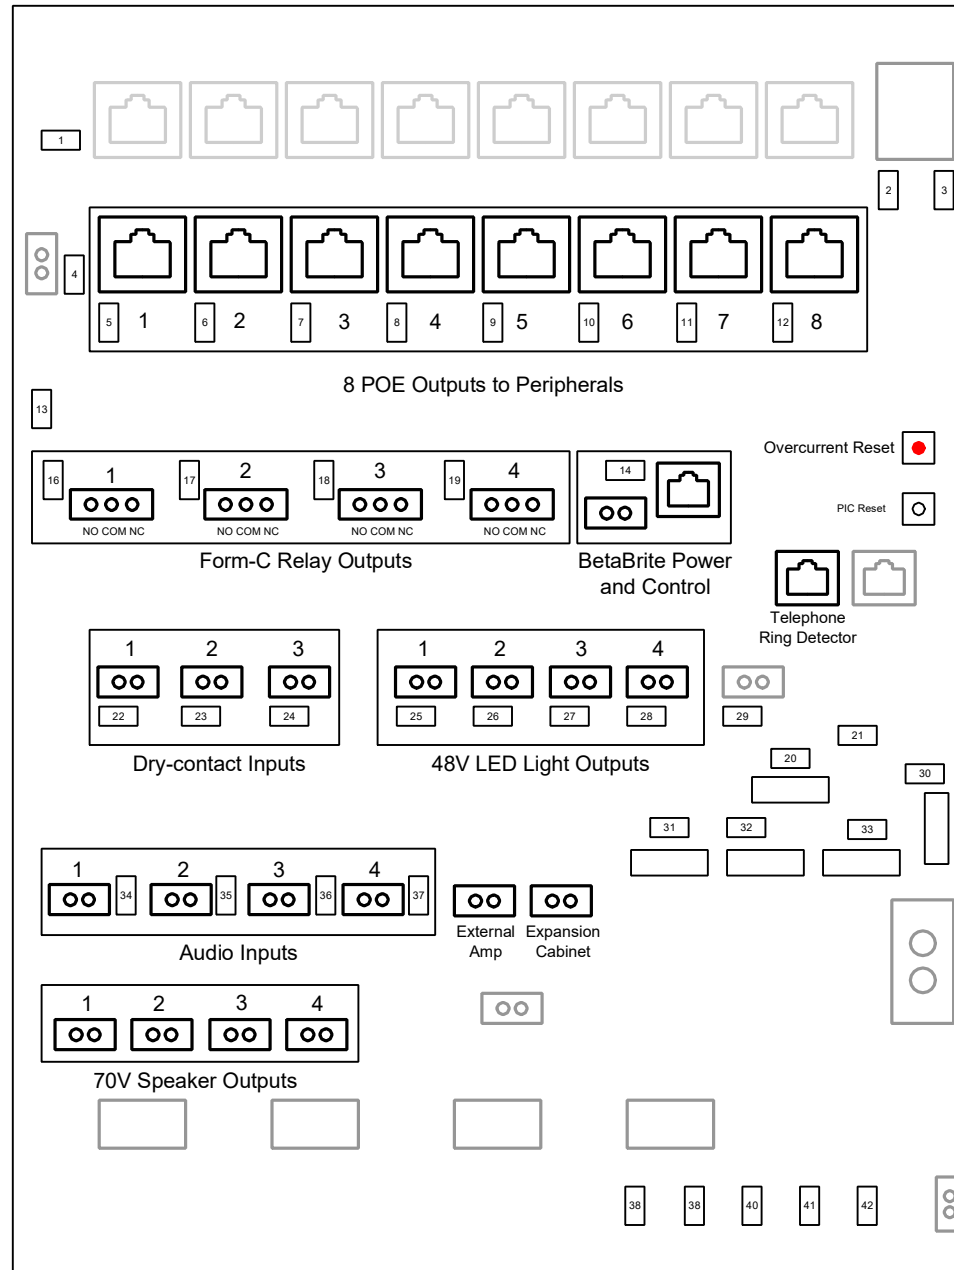 1
2 3
4
5 1 6 2 7 3 8 4 9 5 10 6 11 7 12 8
8 POE Outputs to Peripherals
13
Overcurrent Reset
16 1 17 2 18 3 19 4 14
PIC Reset
NO COM NC NO COM NC NO COM NC NO COM NC
Form-C Relay Outputs
BetaBrite Power
and Control
Telephone
Ring Detector
1 2 3
22 23 24
Dry-contact Inputs
1 2 3 4
25 26 27 28
48V LED Light Outputs
29
21
20
30
31 32 33
1 2 3 4
34 35 36 37
Audio Inputs
External
Amp
Expansion
Cabinet
1 2 3 4
70V Speaker Outputs
38 38 40 41 42